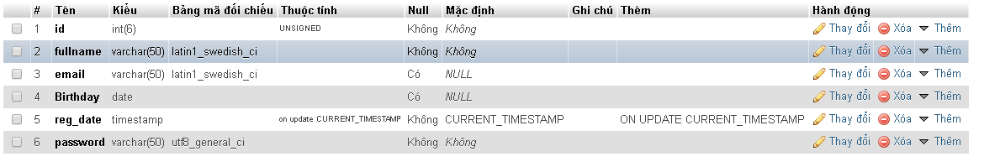 # Tên Kiểu Bảng mã đối chiếu Thuộc tính Null Mặc định Ghi chú Thêm Hành động
1 id int(6) UNSIGNED Không Không Thay đổi Xóa Thêm
2 fullname varchar(50) latin1_swedish_ci Không Không Thay đổi Xóa Thêm
3 email varchar(50) latin1_swedish_ci Có NULL Thay đổi Xóa Thêm
4 Birthday date Có NULL Thay đổi Xóa Thêm
5 reg_date timestamp on update CURRENT_TIMESTAMP Không CURRENT_TIMESTAMP ON UPDATE CURRENT_TIMESTAMP Thay đổi Xóa Thêm
6 password varchar(50) utf8_general_ci Không Không Thay đổi Xóa Thêm